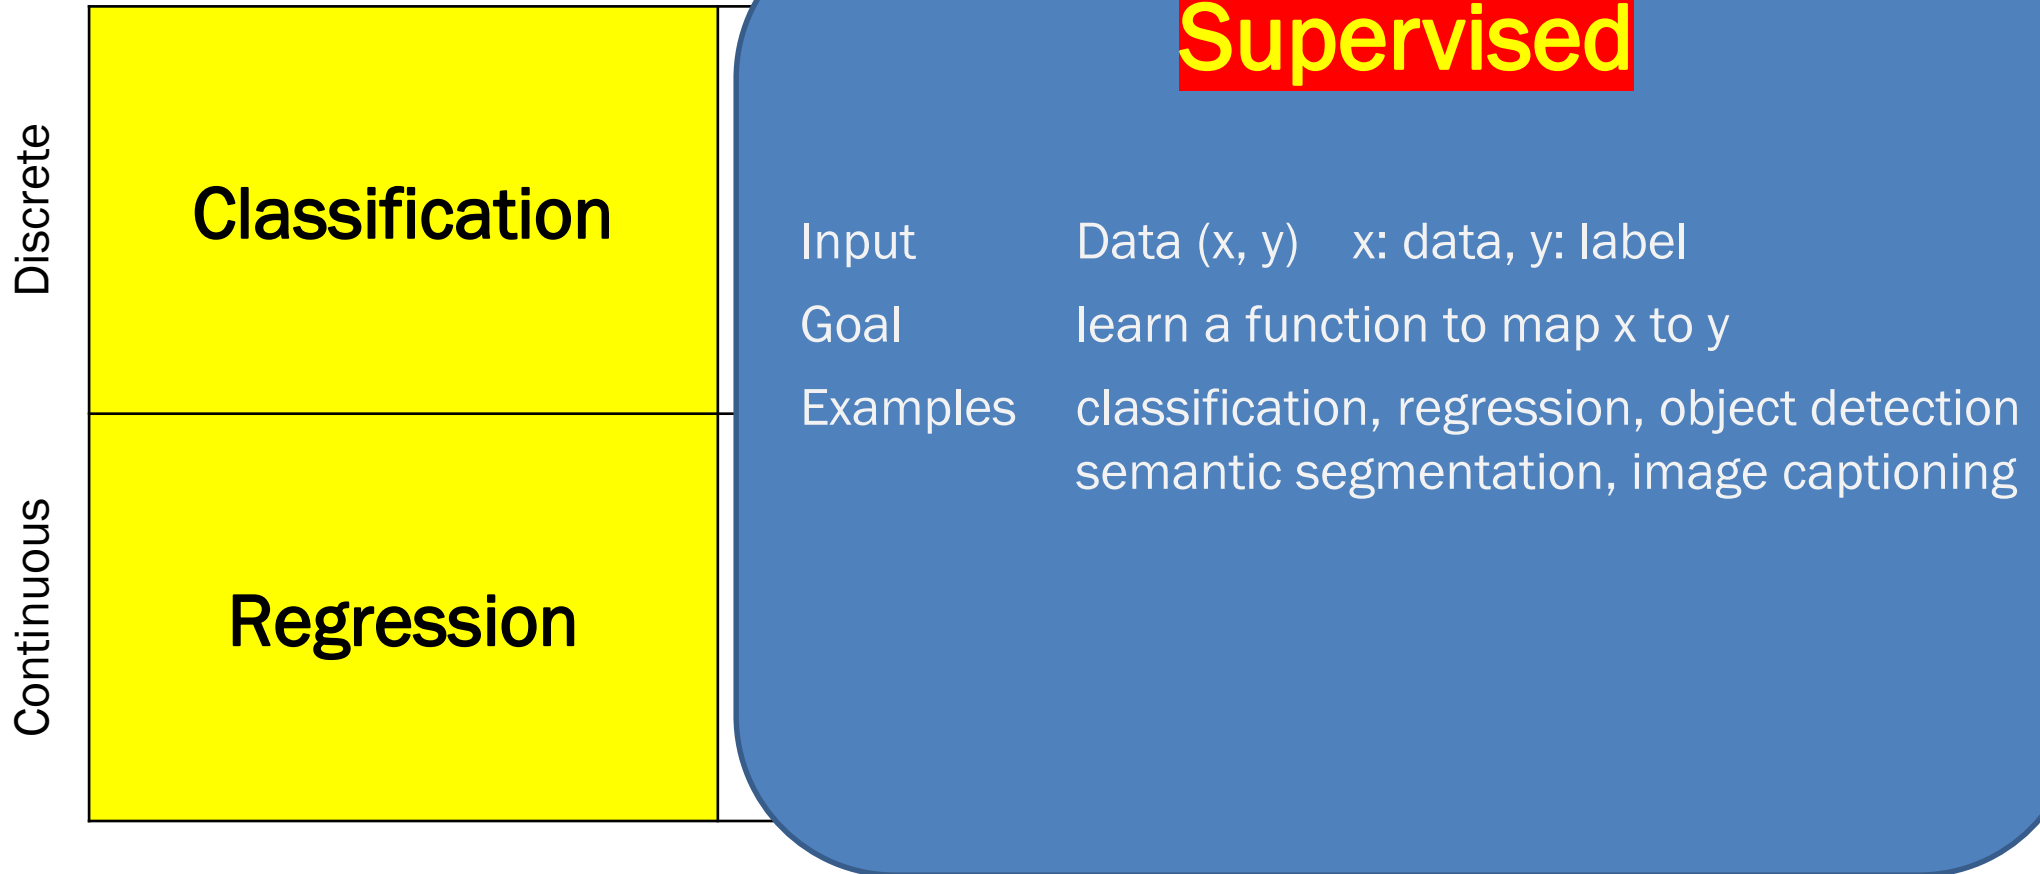 Supervised
Discrete
Classification
Input Data (x, y) x: data, y: label
Goal learn a function to map x to y
Examples classification, regression, object detection
semantic segmentation, image captioning
Continuous
Regression